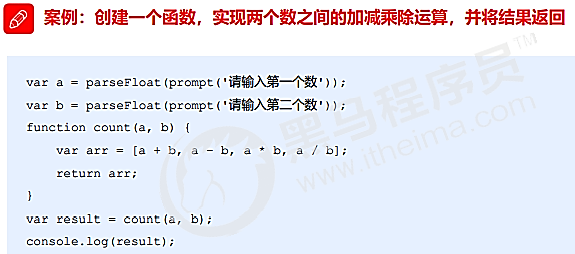 案例：创建一个函数，实现两个数之间的加减乘除运算，并将结果返回
var a = parseFloat(prompt('请输入第一个数'));
var b = parseFloat(prompt('请输入第二个数'));
function count(a, b) {
    var arr = [a + b, a - b, a * b, a / b];
    return arr;
}
var result = count(a, b);
console.log(result);
黑马程序员
www.itheima.com